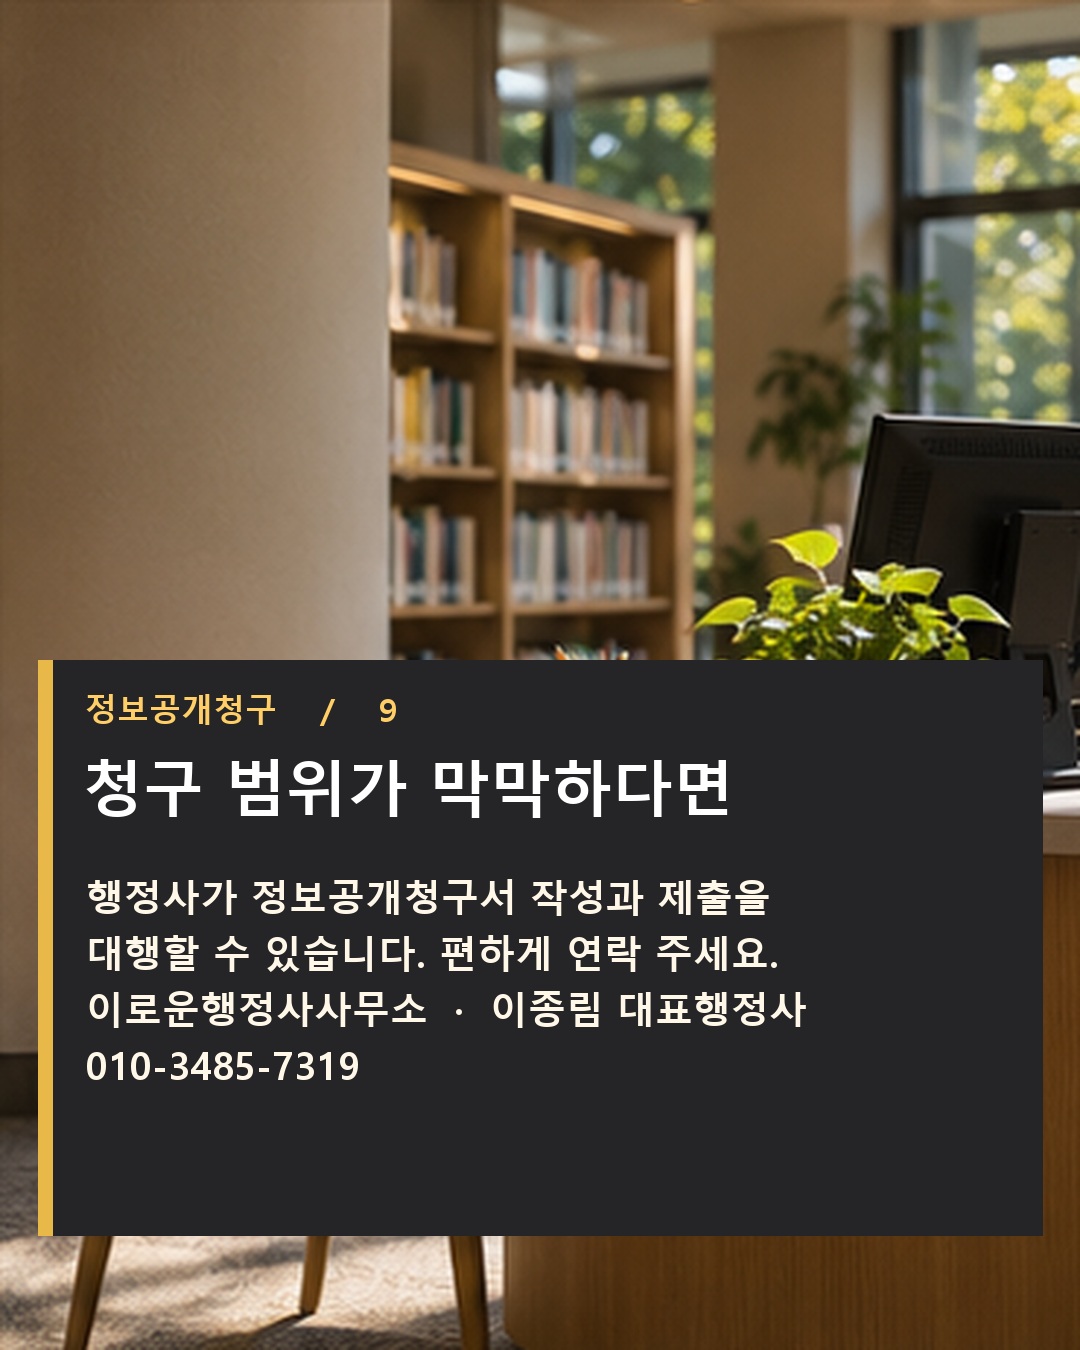 정보공개청구 / 9
청구 범위가 막막하다면
행정사가 정보공개청구서 작성과 제출을
대행할 수 있습니다. 편하게 연락 주세요.
이로운행정사사무소 · 이종림 대표행정사
010-3485-7319